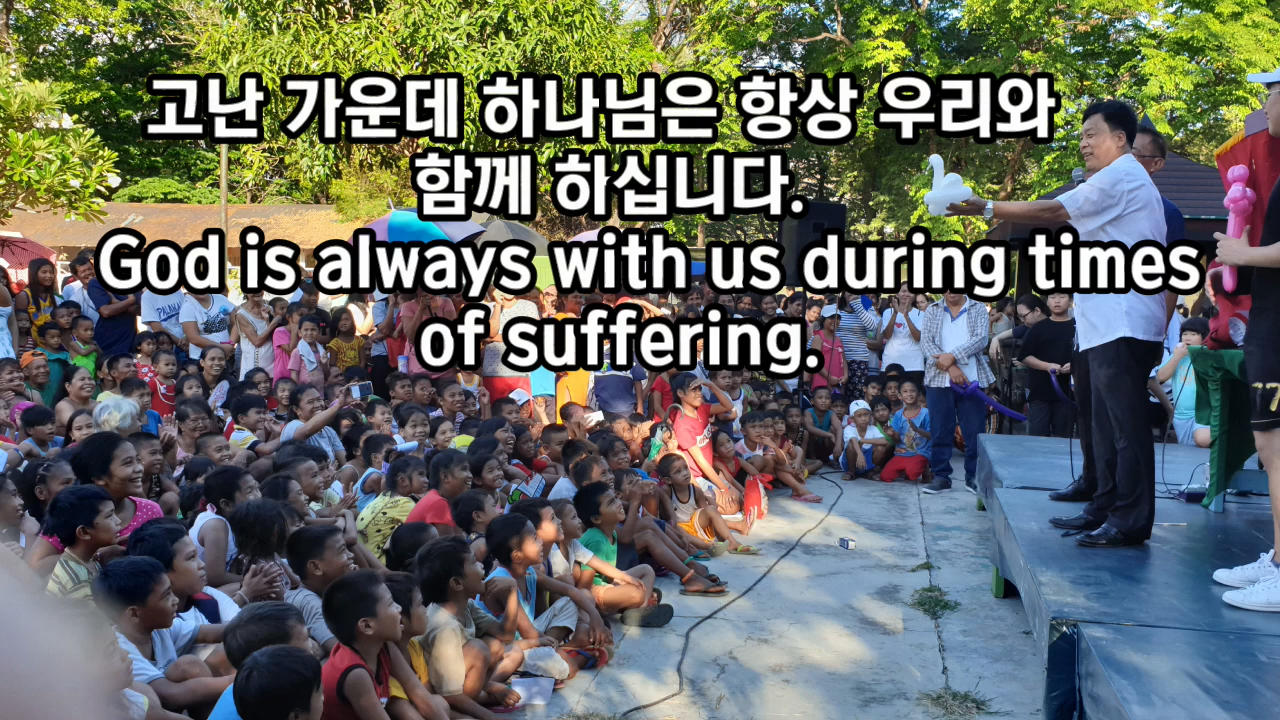 고난 가운데 하나님은 항상 우리와
함께 하십니다.
God is always with us during times
of suffering.